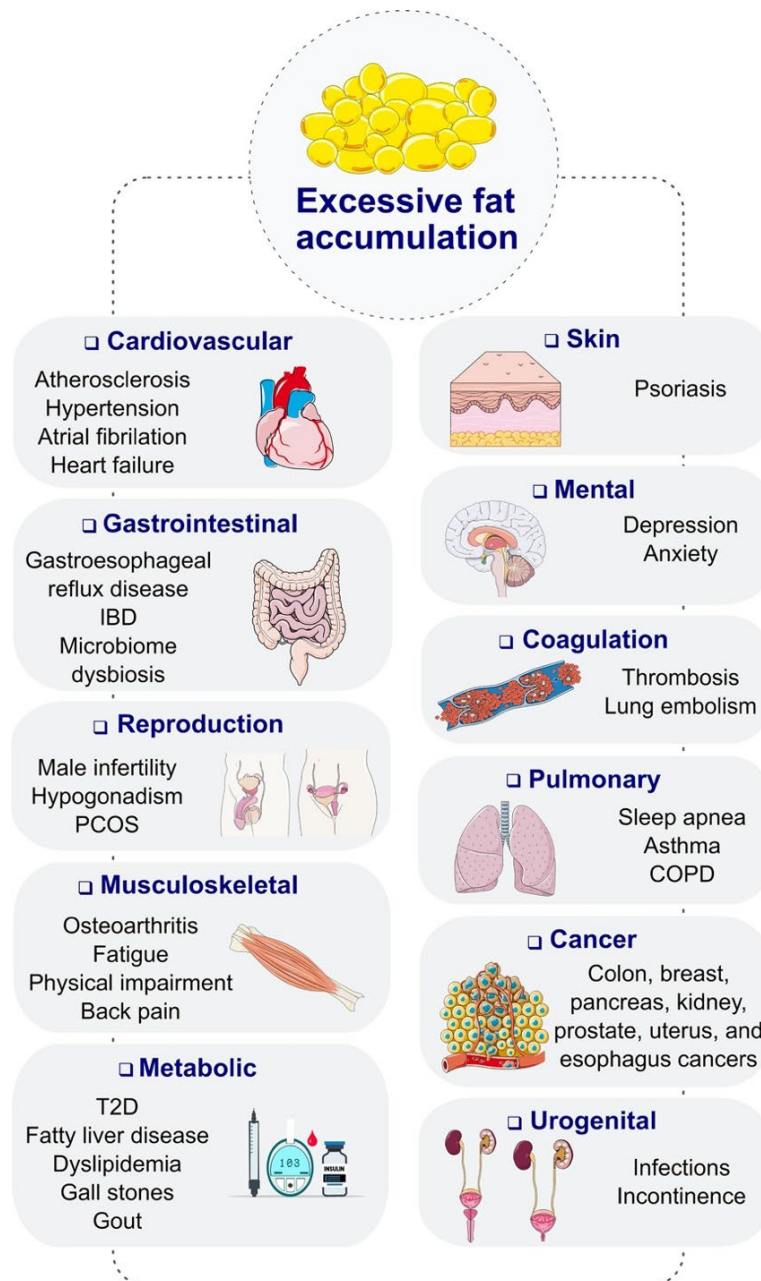 Excessive fat
accumulation
❑ Cardiovascular
Atherosclerosis
Hypertension
Atrial fibrilation
Heart failure
❑ Gastrointestinal
Gastroesophageal
reflux disease
IBD
Microbiome
dysbiosis
❑ Reproduction
Male infertility
Hypogonadism
PCOS
❑ Musculoskeletal
Osteoarthritis
Fatigue
Physical impairment
Back pain
❑ Metabolic
T2D
Fatty liver disease
Dyslipidemia
Gall stones
Gout
103
INSULIN
❑ Skin
Psoriasis
❑ Mental
Depression
Anxiety
❑ Coagulation
Thrombosis
Lung embolism
❑ Pulmonary
Sleep apnea
Asthma
COPD
❑ Cancer
Colon, breast,
pancreas, kidney,
prostate, uterus, and
esophagus cancers
❑ Urogenital
Infections
Incontinence